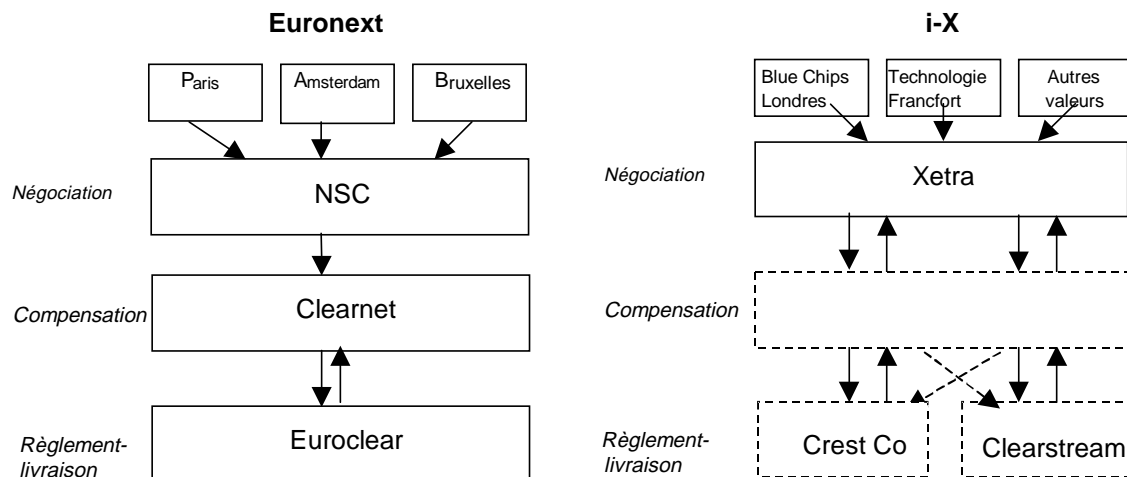 Euronext
Paris
Amsterdam
Bruxelles
Négociation
NSC
Compensation
Clearnet
Règlement-
livraison
Euroclear
i-X
Blue Chips
Londres
Technologie
Francfort
Autres
valeurs
Négociation
Xetra
Compensation
Règlement-
livraison
Crest Co
Clearstream